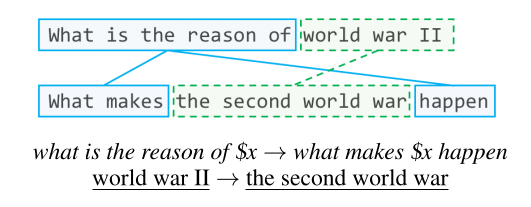 What is the reason of world war II
What makes the second world war happen
what is the reason of $x → what makes $x happen
world war II → the second world war